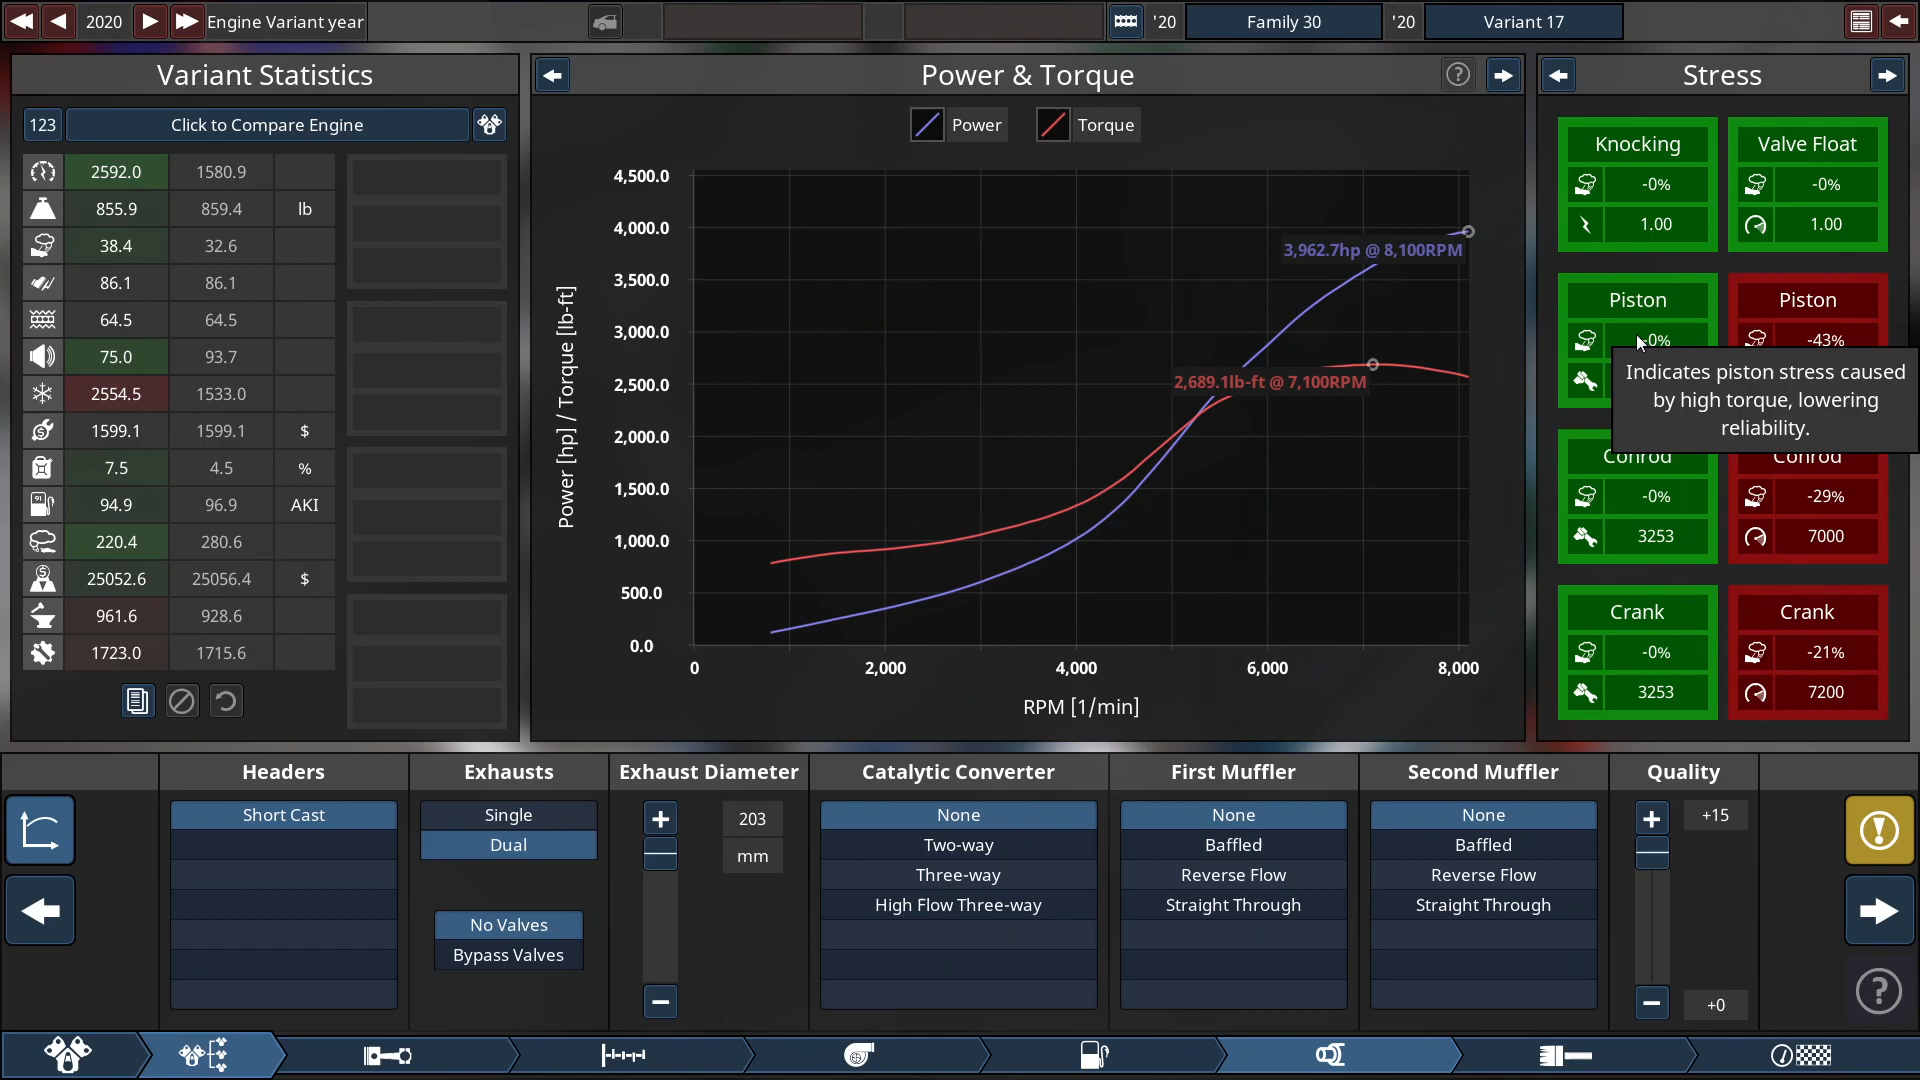 2020
Engine Variant year
'20
Family 30
'20
Variant 17
Variant Statistics
123
Click to Compare Engine
2592.0 1580.9
855.9 859.4 lb
38.4 32.6
86.1 86.1
64.5 64.5
75.0 93.7
2554.5 1533.0
1599.1 1599.1 $
7.5 4.5 %
94.9 96.9 AKI
220.4 280.6
25052.6 25056.4 $
961.6 928.6
1723.0 1715.6
Power & Torque
?
Power
Torque
4,500.0
4,000.0
3,500.0
3,000.0
2,500.0
2,000.0
1,500.0
1,000.0
500.0
0.0
Power [hp] / Torque [lb-ft]
3,962.7hp @ 8,100RPM
2,689.1lb-ft @ 7,100RPM
0 2,000 4,000 6,000 8,000
RPM [1/min]
Stress
Knocking
-0%
1.00
Valve Float
-0%
1.00
Piston
-0%
Piston
-43%
Indicates piston stress caused
by high torque, lowering
reliability.
Conrod
-0%
3253
Conrod
-29%
7000
Crank
-0%
3253
Crank
-21%
7200
Headers
Short Cast
Exhausts
Single
Dual
No Valves
Bypass Valves
Exhaust Diameter
203
mm
Catalytic Converter
None
Two-way
Three-way
High Flow Three-way
First Muffler
None
Baffled
Reverse Flow
Straight Through
Second Muffler
None
Baffled
Reverse Flow
Straight Through
Quality
+15
+0
?